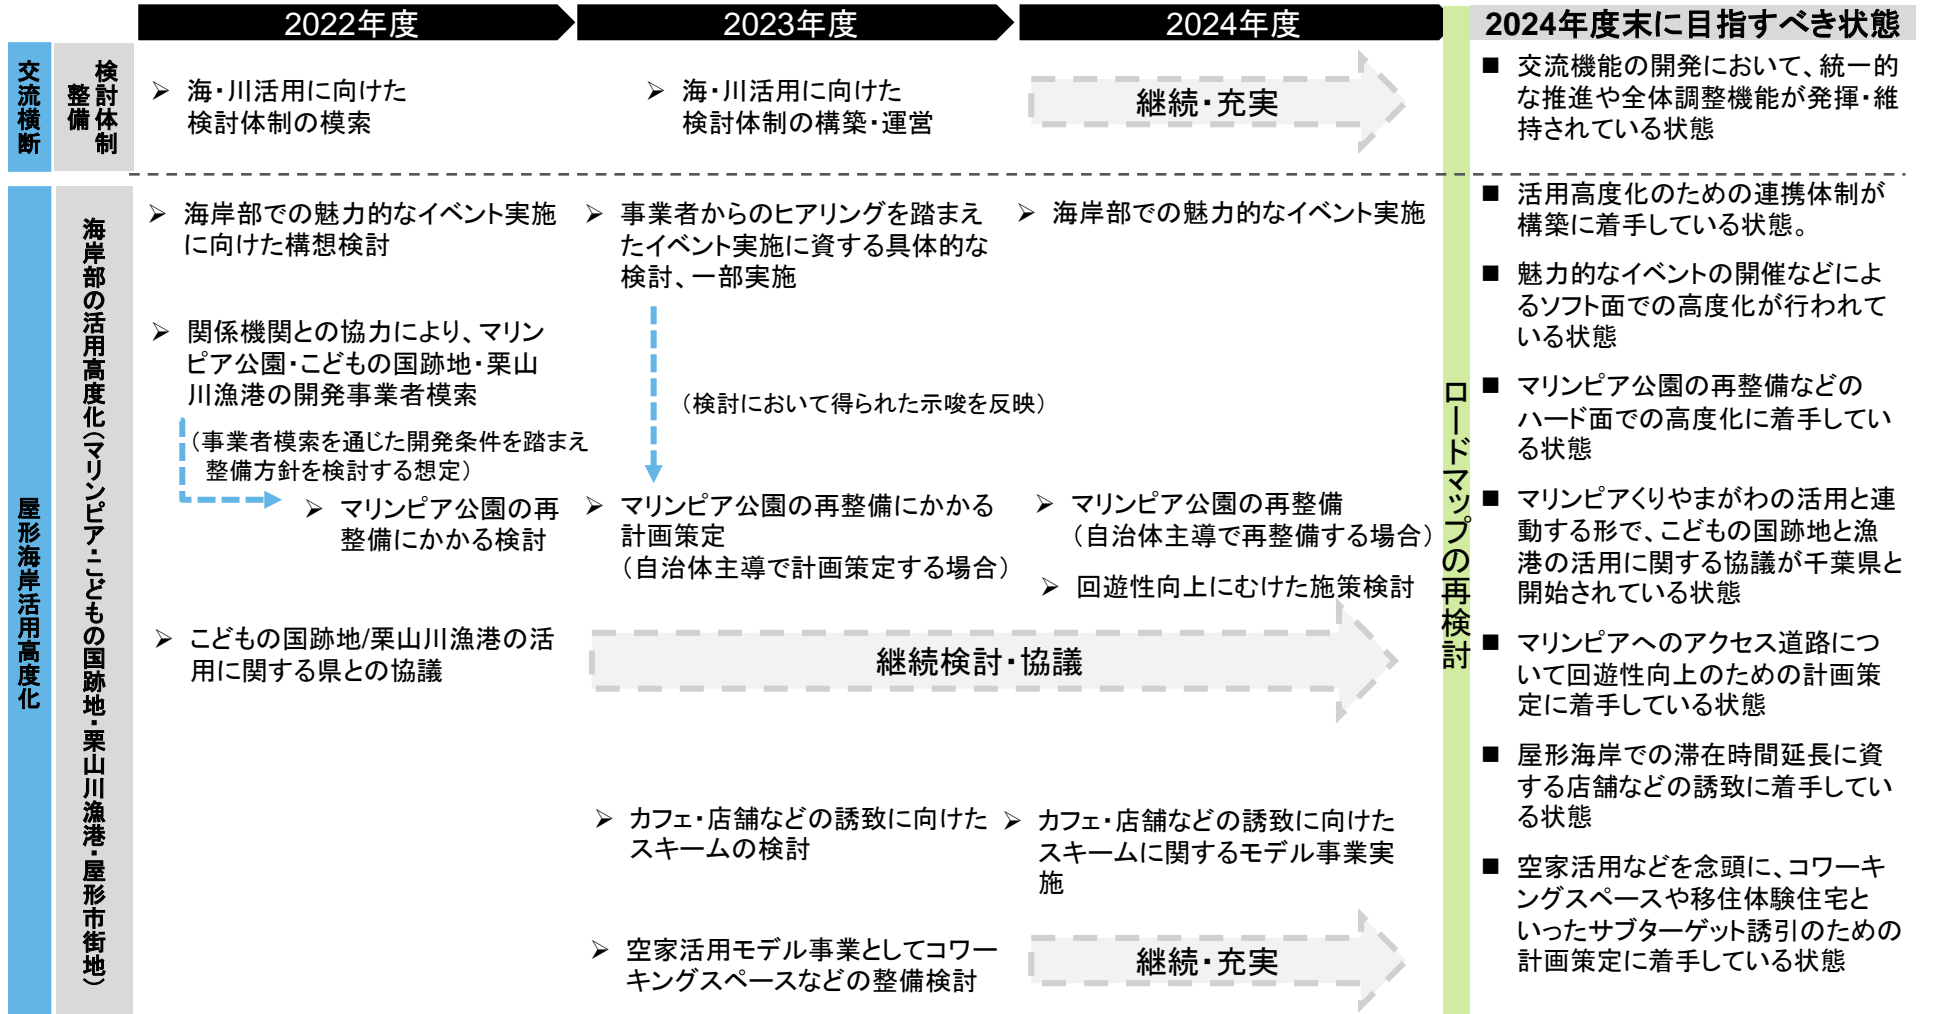 2022年度
2023年度
2024年度
2024年度末に目指すべき状態
交流横断
検討体制
整備
➢ 海・川活用に向けた
検討体制の模索
➢ 海・川活用に向けた
検討体制の構築・運営
継続・充実
■ 交流機能の開発において、統一的
な推進や全体調整機能が発揮・維
持されている状態
屋形海岸活用高度化
海岸部の活用高度化（マリンピア・こどもの国跡地・栗山川漁港・屋形市街地）
➢ 海岸部での魅力的なイベント実施
に向けた構想検討
➢ 関係機関との協力により、マリン
ピア公園・こどもの国跡地・栗山
川漁港の開発事業者模索
（事業者模索を通じた開発条件を踏まえ
整備方針を検討する想定）
➢ マリンピア公園の再
整備にかかる検討
➢ こどもの国跡地/栗山川漁港の活
用に関する県との協議
➢ 事業者からのヒアリングを踏まえ
たイベント実施に資する具体的な
検討、一部実施
（検討において得られた示唆を反映）
➢ マリンピア公園の再整備にかかる
計画策定
（自治体主導で計画策定する場合）
継続検討・協議
➢ カフェ・店舗などの誘致に向けた
スキームの検討
➢ 空家活用モデル事業としてコワー
キングスペースなどの整備検討
➢ 海岸部での魅力的なイベント実施
➢ マリンピア公園の再整備
（自治体主導で再整備する場合）
➢ 回遊性向上にむけた施策検討
➢ カフェ・店舗などの誘致に向けた
スキームに関するモデル事業実
施
継続・充実
ロードマップの再検討
■ 活用高度化のための連携体制が
構築に着手している状態。
■ 魅力的なイベントの開催などによ
るソフト面での高度化が行われて
いる状態
■ マリンピア公園の再整備などの
ハード面での高度化に着手してい
る状態
■ マリンピアくりやまがわの活用と連
動する形で、こどもの国跡地と漁
港の活用に関する協議が千葉県と
開始されている状態
■ マリンピアへのアクセス道路につ
いて回遊性向上のための計画策
定に着手している状態
■ 屋形海岸での滞在時間延長に資
する店舗などの誘致に着手してい
る状態
■ 空家活用などを念頭に、コワーキ
ングスペースや移住体験住宅と
いったサブターゲット誘引のための
計画策定に着手している状態